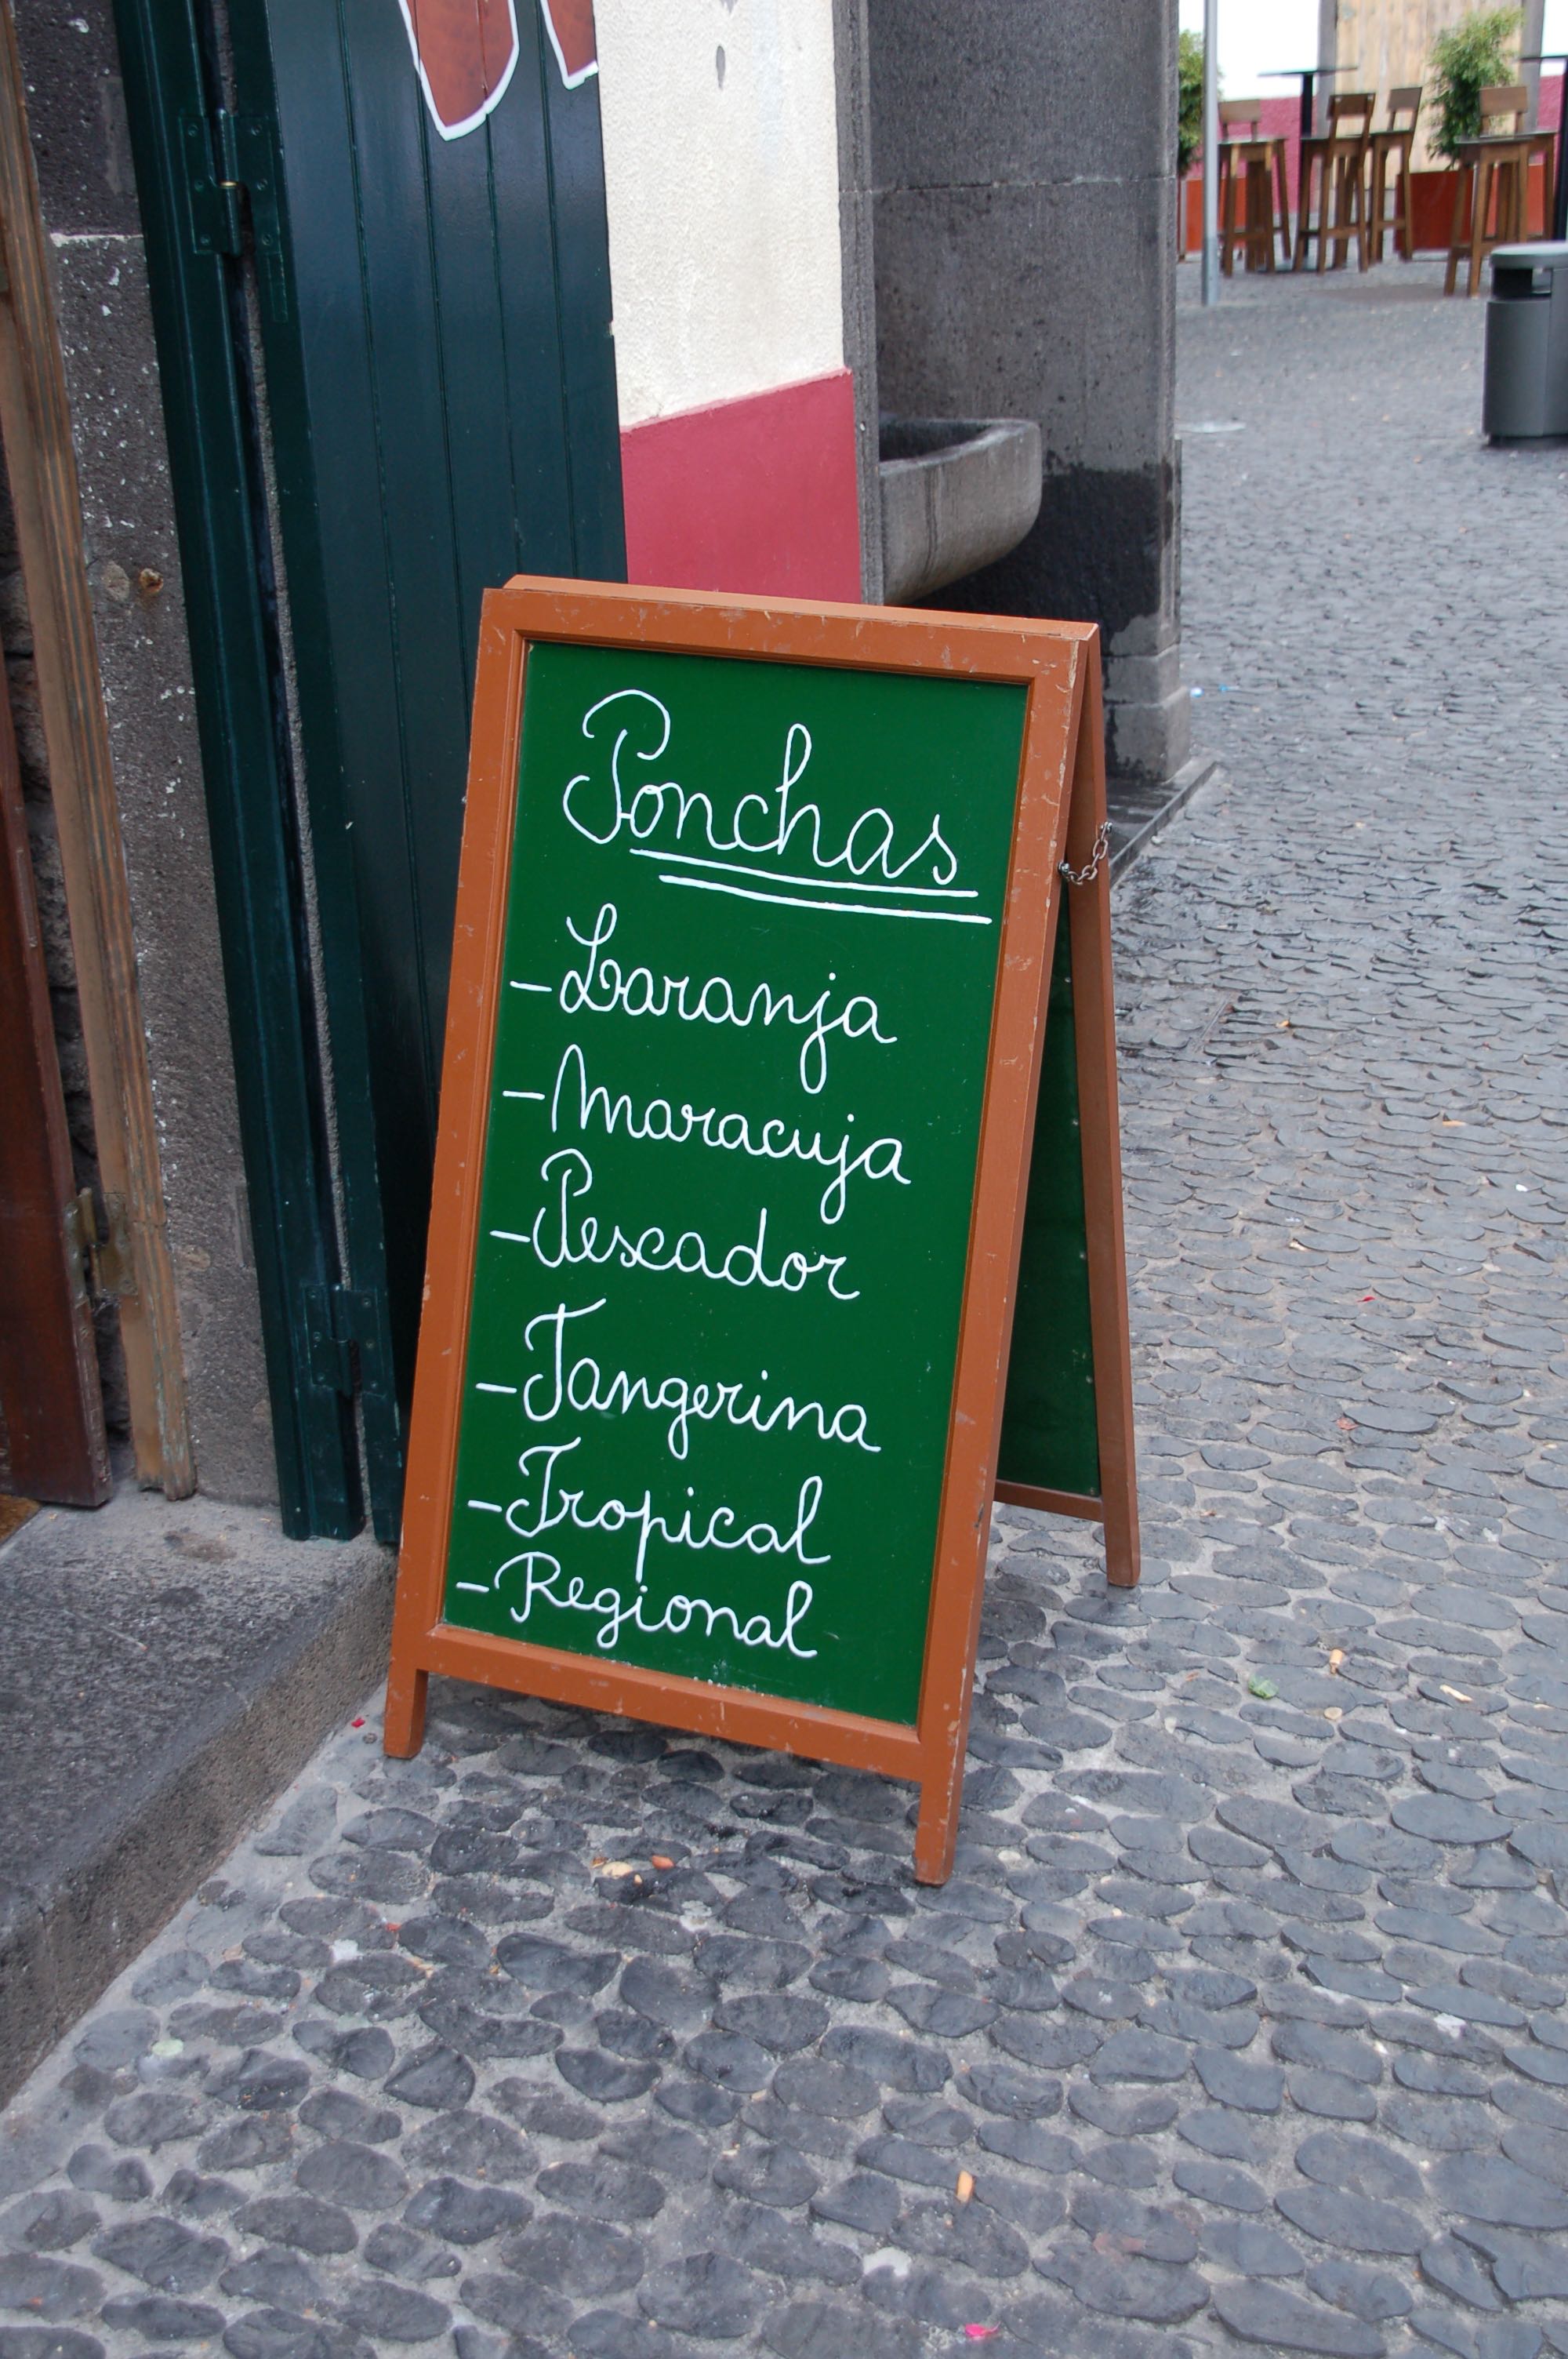 Ponchas
- Laranja
- Maracuja
- Pescador
- Tangerina
- Tropical
- Regional